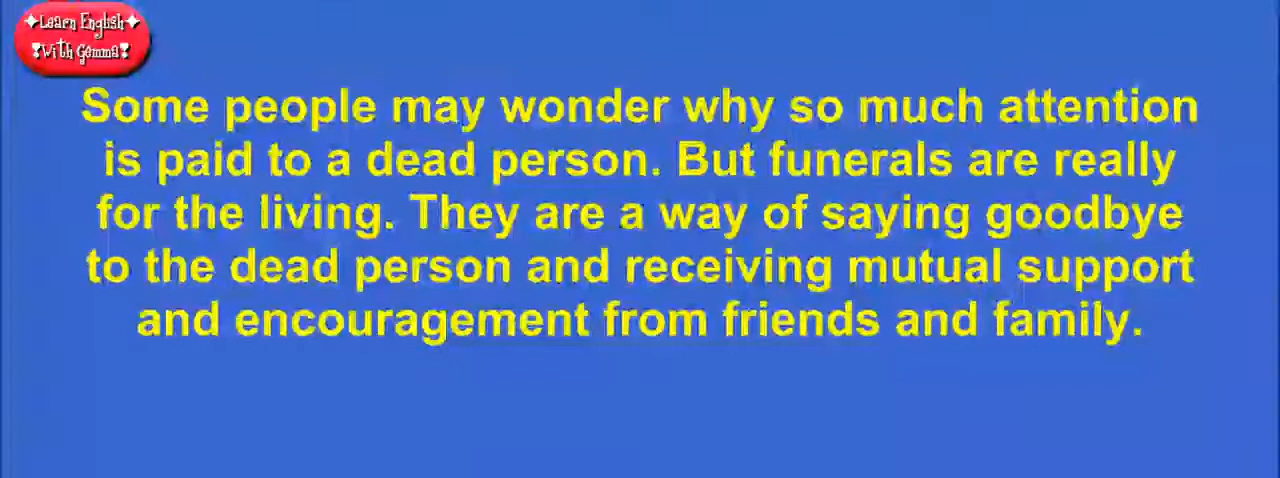 ✦Learn English✦
❣With Gemma❣
Some people may wonder why so much attention
is paid to a dead person. But funerals are really
for the living. They are a way of saying goodbye
to the dead person and receiving mutual support
and encouragement from friends and family.